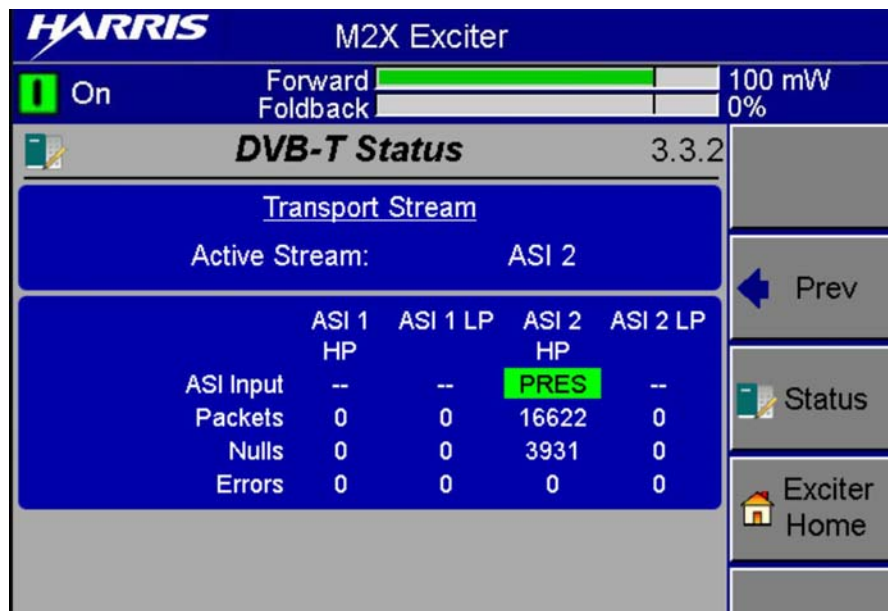 HARRIS
M2X Exciter
On
Forward 100 mW
Foldback 0%
DVB-T Status 3.3.2
Transport Stream
Active Stream: ASI 2
ASI 1 HP ASI 1 LP ASI 2 HP ASI 2 LP
ASI Input -- -- PRES --
Packets 0 0 16622 0
Nulls 0 0 3931 0
Errors 0 0 0 0
Prev
Status
Exciter
Home